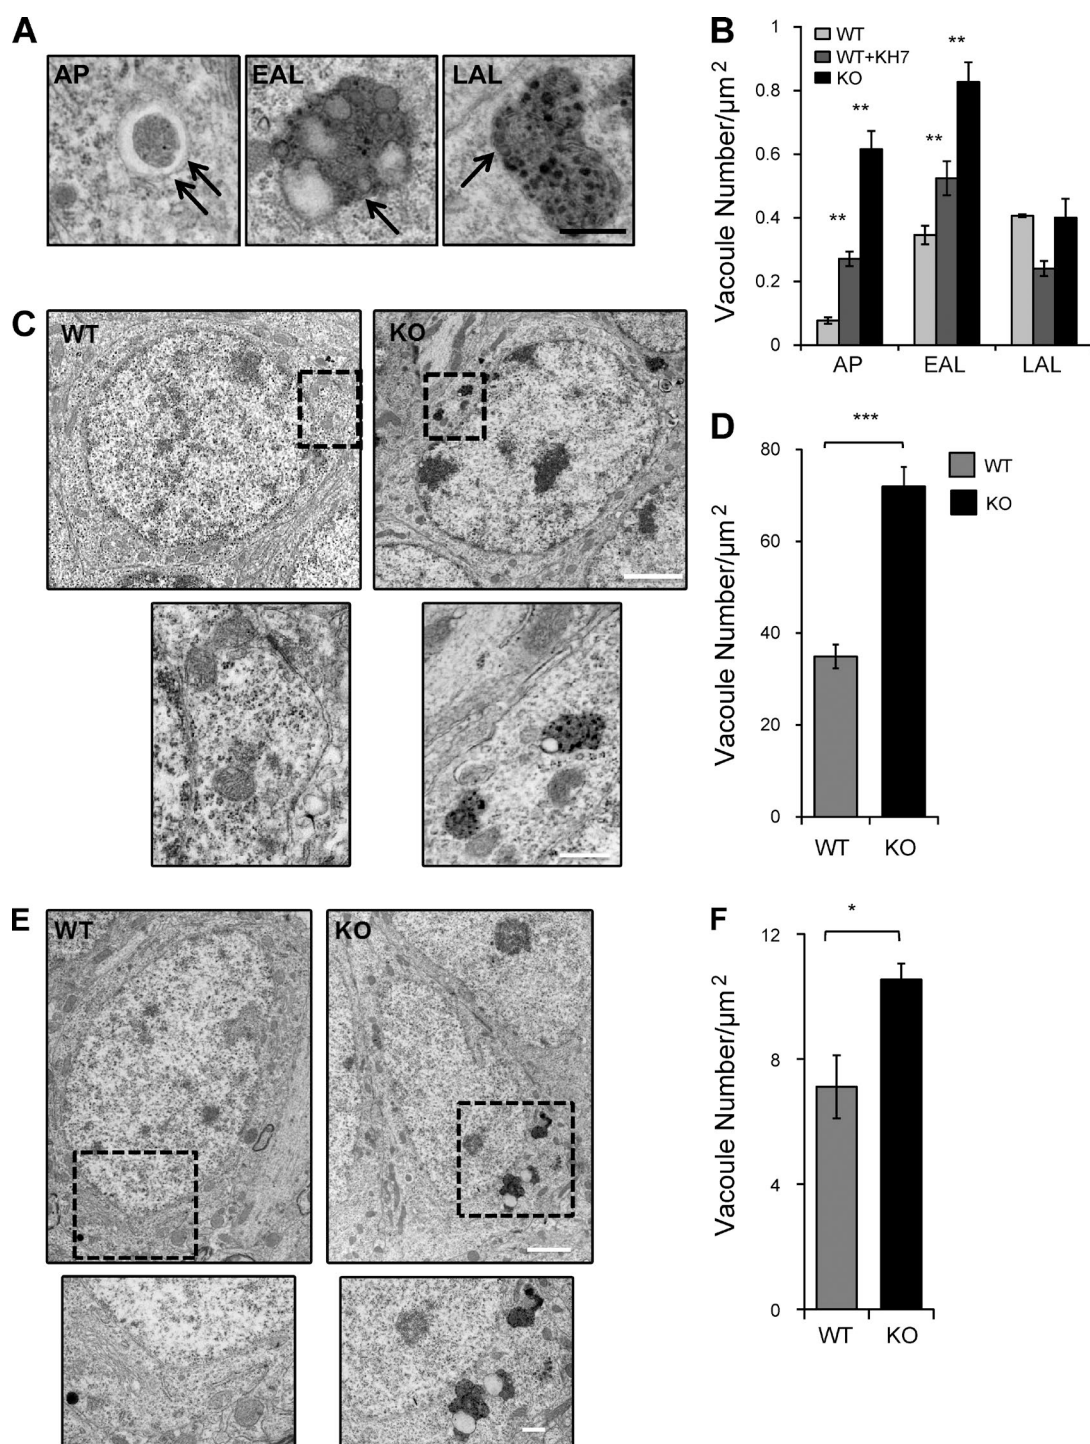 A
AP
EAL
LAL
B
WT
WT+KH7
KO
Vacoule Number/µm²
1
0.8
0.6
0.4
0.2
0
**
**
**
**
AP
EAL
LAL
C
WT
KO
D
***
WT
KO
Vacoule Number/µm²
80
60
40
20
0
WT
KO
E
WT
KO
F
*
Vacoule Number/µm²
12
8
4
0
WT
KO